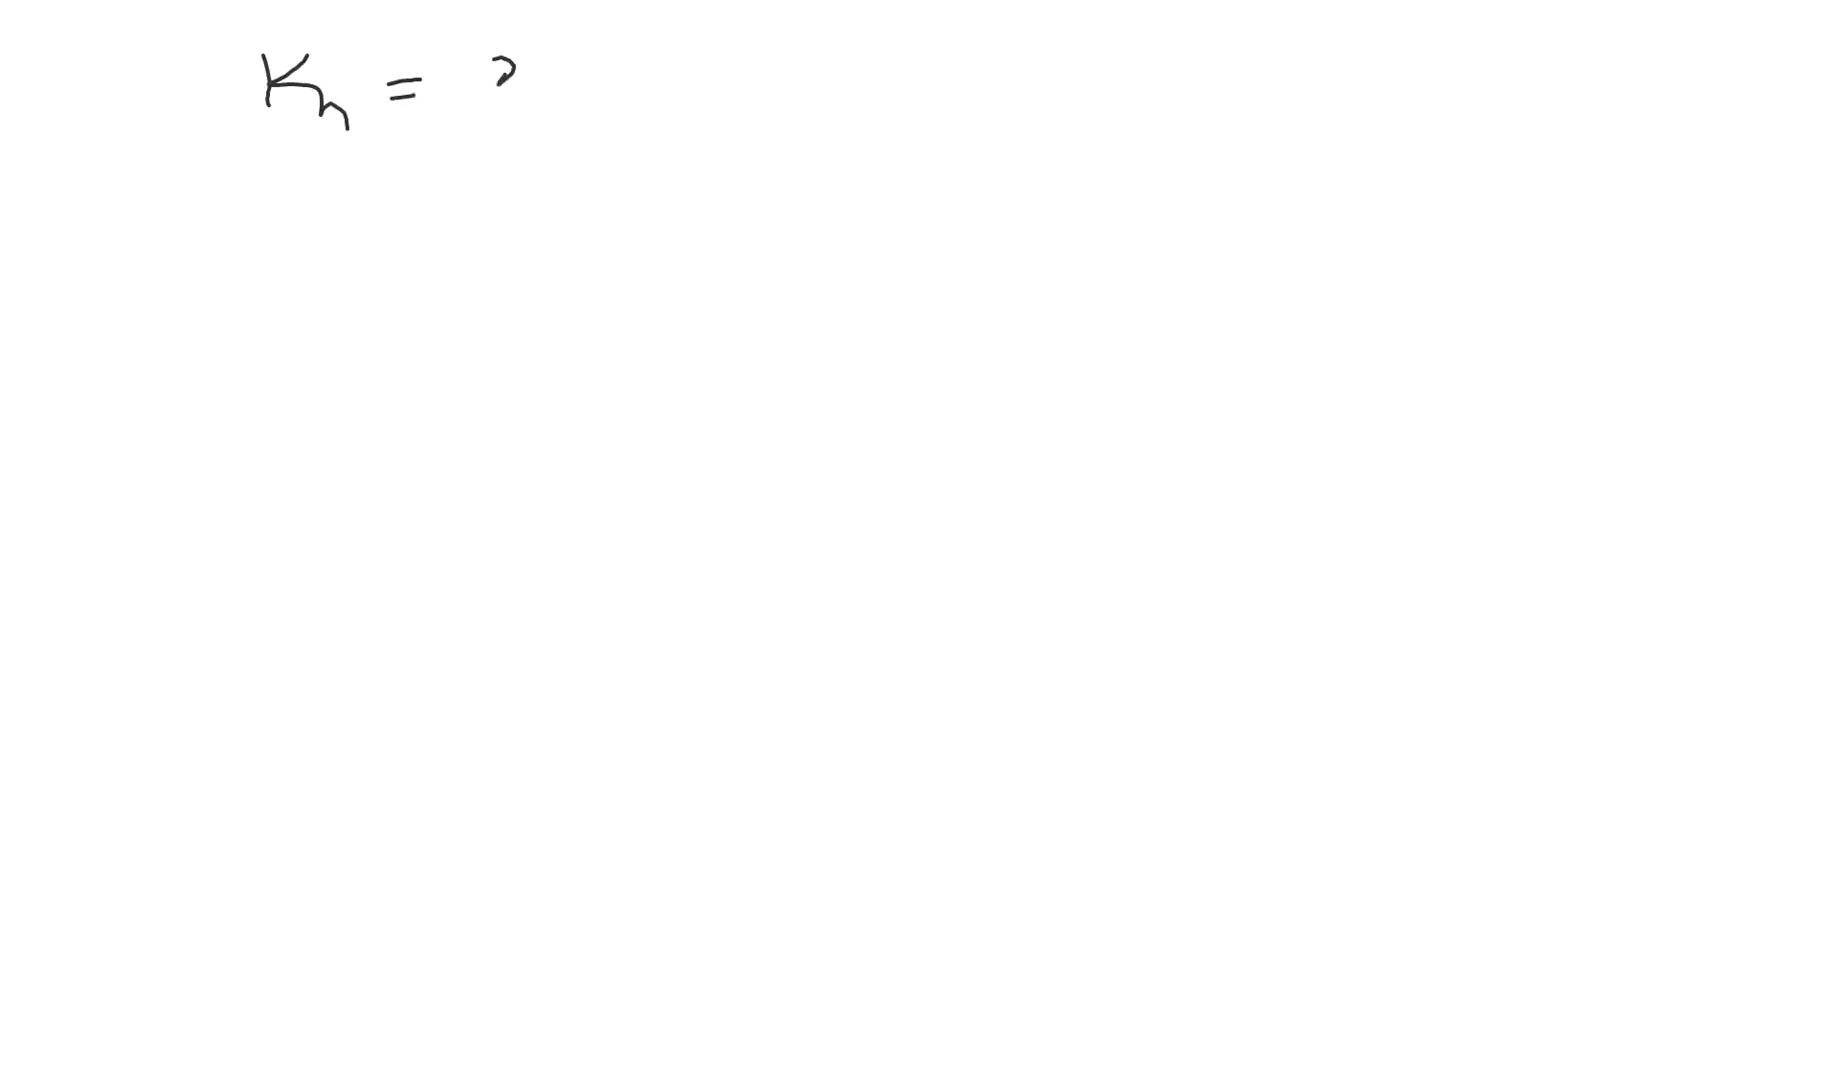 Kn =